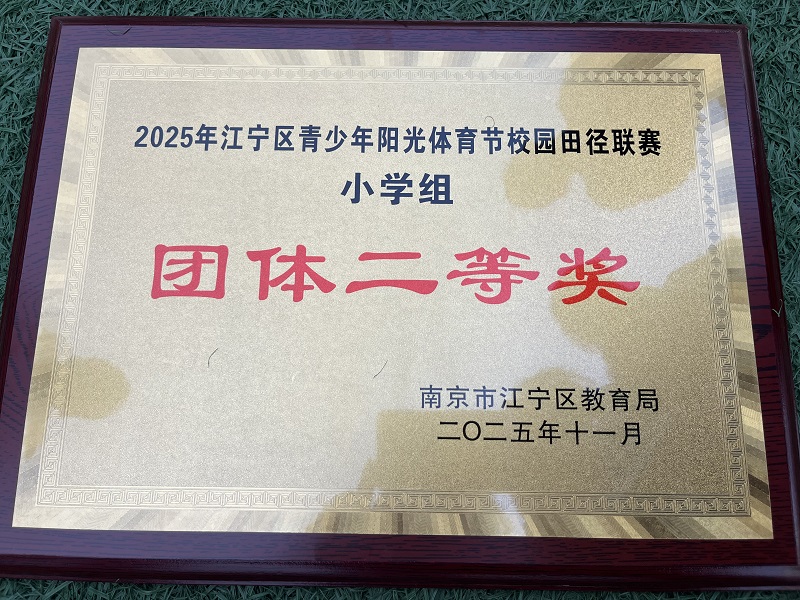 2025年江宁区青少年阳光体育节校园田径联赛
小学组
团体二等奖
南京市江宁区教育局
二〇二五年十一月